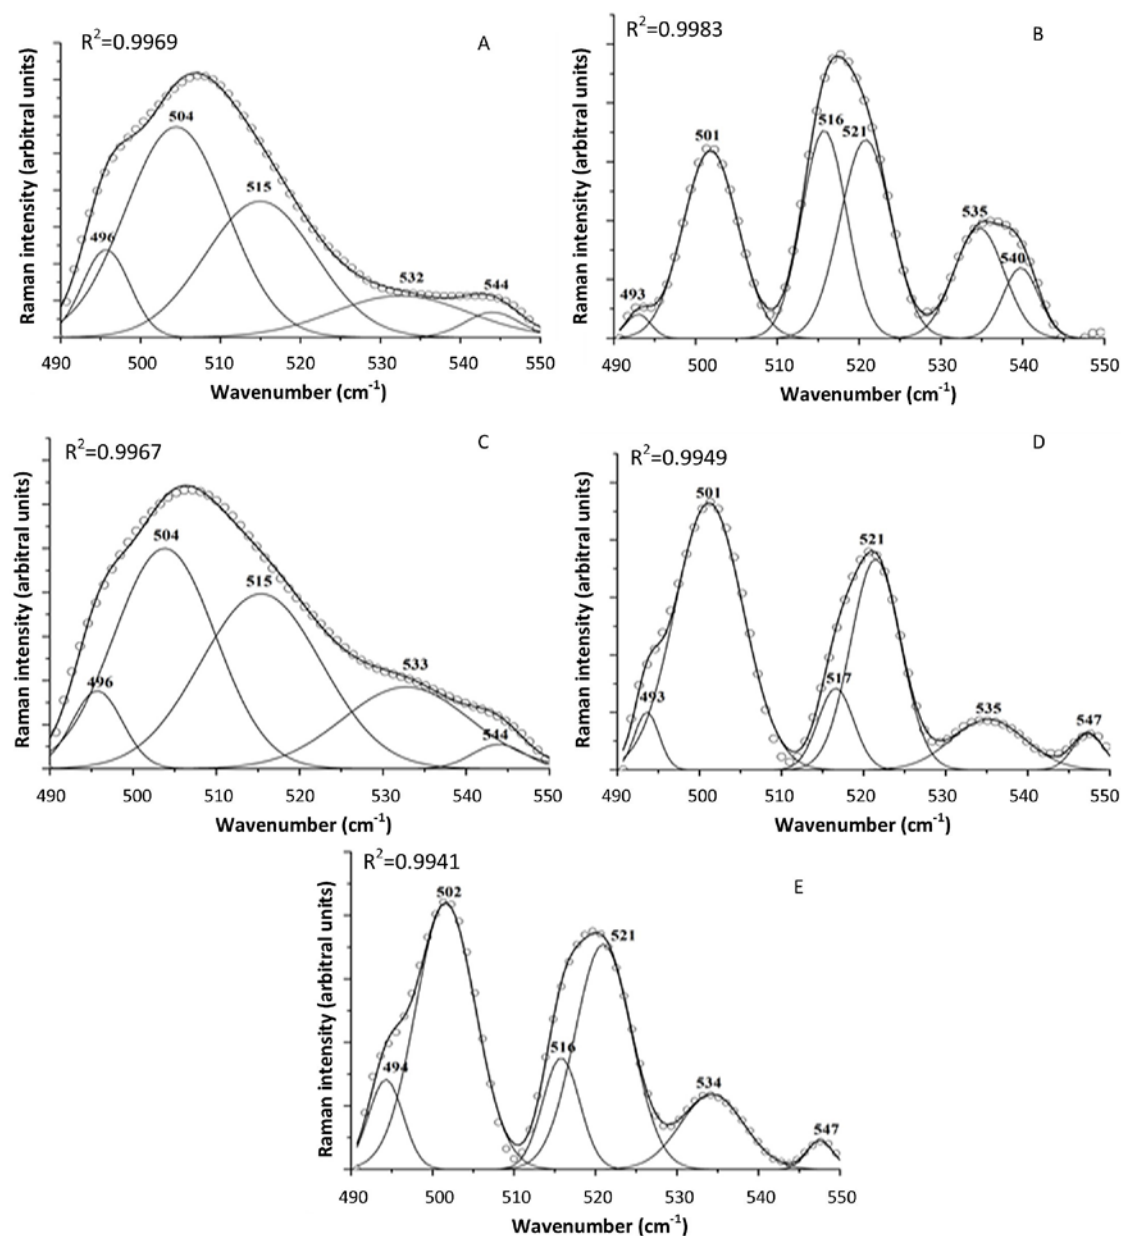 R²=0.9969
A
Raman intensity (arbitral units)
496
504
515
532
544
490 500 510 520 530 540 550
Wavenumber (cm⁻¹)
R²=0.9983
B
Raman intensity (arbitral units)
493
501
516
521
535
540
490 500 510 520 530 540 550
Wavenumber (cm⁻¹)
R²=0.9967
C
Raman intensity (arbitral units)
496
504
515
533
544
490 500 510 520 530 540 550
Wavenumber (cm⁻¹)
R²=0.9949
D
Raman intensity (arbitral units)
493
501
517
521
535
547
490 500 510 520 530 540 550
Wavenumber (cm⁻¹)
R²=0.9941
E
Raman intensity (arbitral units)
494
502
516
521
534
547
490 500 510 520 530 540 550
Wavenumber (cm⁻¹)